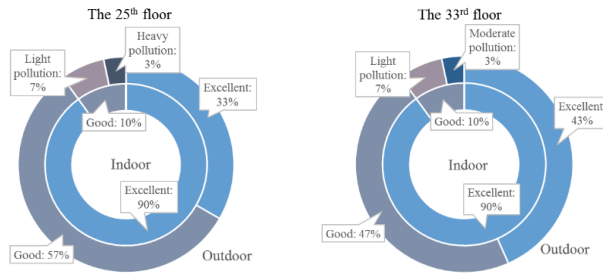 The 25th floor
Heavy
pollution:
3%
Light
pollution:
7%
Excellent:
33%
Good: 10%
Indoor
Excellent:
90%
Good: 57%
Outdoor
The 33rd floor
Moderate
pollution:
3%
Light
pollution:
7%
Excellent:
43%
Good: 10%
Indoor
Excellent:
90%
Good: 47%
Outdoor